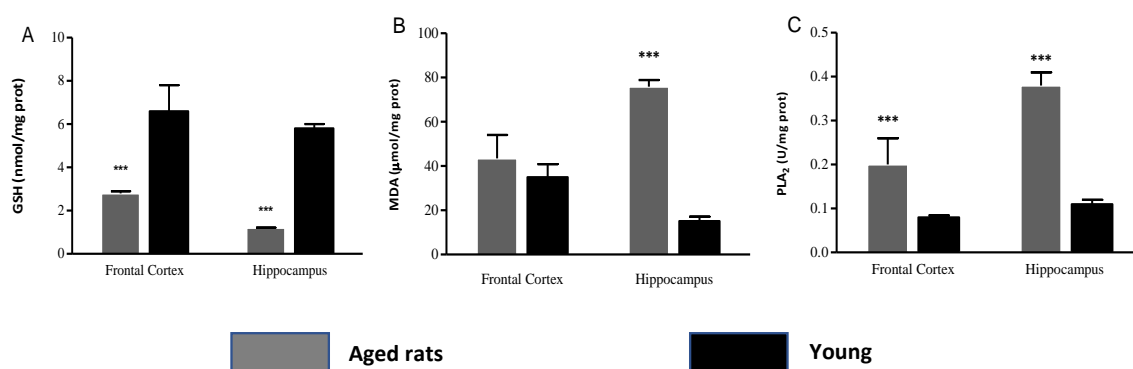 A
GSH (nmol/mg prot)
10
8
6
4
2
0
***
***
Frontal Cortex
Hippocampus
B
MDA (μmol/mg prot)
100
80
60
40
20
0
***
Frontal Cortex
Hippocampus
C
PLA₂ (U/mg prot)
0.5
0.4
0.3
0.2
0.1
0.0
***
***
Frontal Cortex
Hippocampus
Aged rats
Young